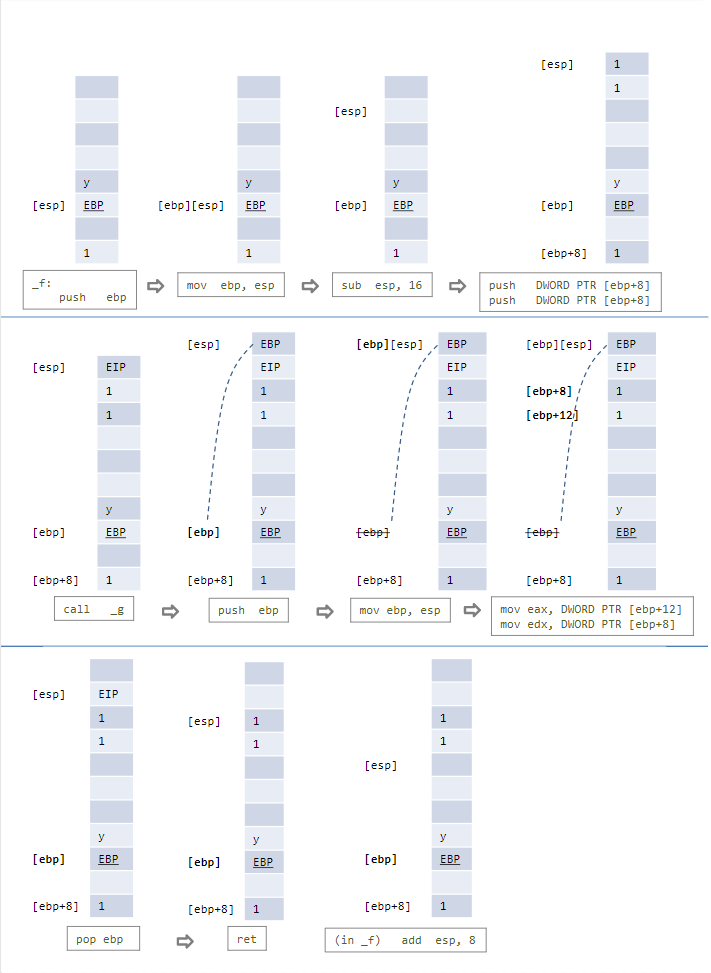 [esp] 1
1
[esp]
y y y y
[esp] EBP [ebp][esp] EBP [ebp] EBP [ebp] EBP
1 1 1 [ebp+8] 1
_f:
push ebp
mov ebp, esp
sub esp, 16
push DWORD PTR [ebp+8]
push DWORD PTR [ebp+8]
[esp] EBP [ebp][esp] EBP [ebp][esp] EBP
[esp] EIP EIP EIP EIP
1 1 1 [ebp+8] 1
1 1 1 [ebp+12] 1
y y y y
[ebp] EBP [ebp] EBP [ebp] EBP [ebp] EBP
[ebp+8] 1 [ebp+8] 1 [ebp+8] 1 [ebp+8] 1
call _g
push ebp
mov ebp, esp
mov eax, DWORD PTR [ebp+12]
mov edx, DWORD PTR [ebp+8]
[esp] EIP
1 [esp] 1 1
1 1 1
[esp]
y y y
[ebp] EBP [ebp] EBP [ebp] EBP
[ebp+8] 1 [ebp+8] 1 [ebp+8] 1
pop ebp
ret
(in _f) add esp, 8